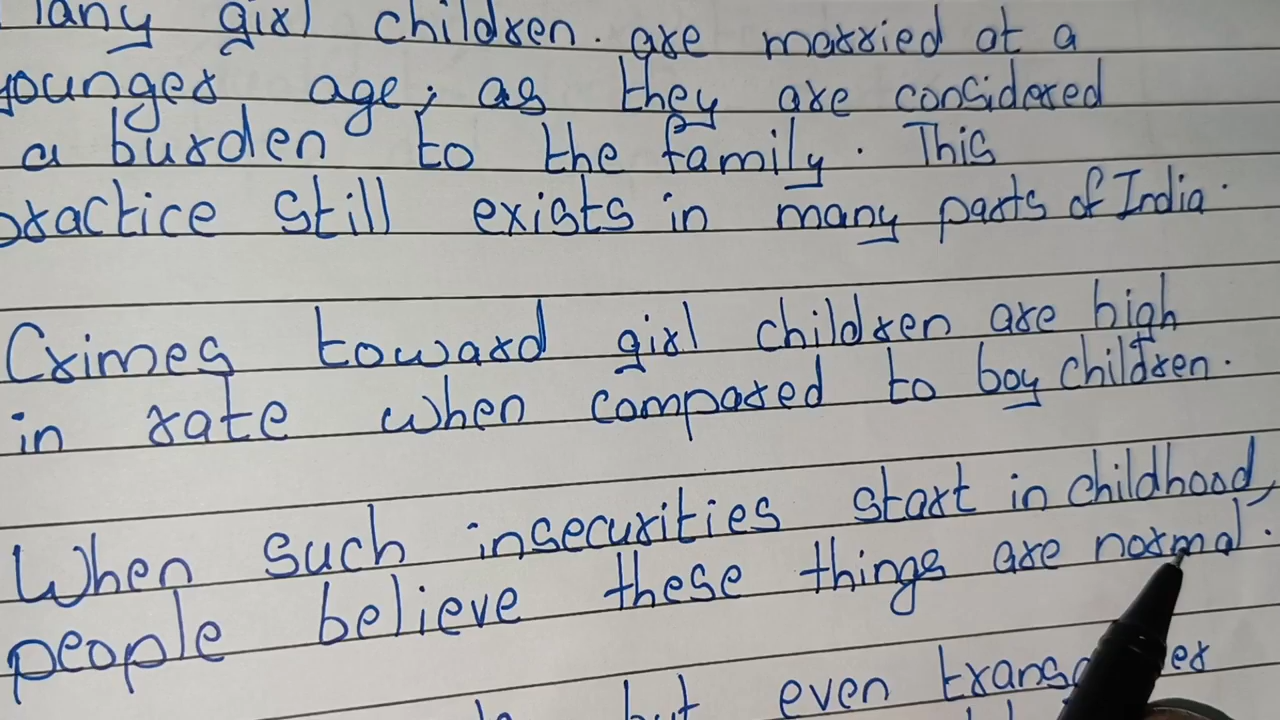 Many girl children. are married at a
younger age, as they are considered
a burden to the family. This
practice still exists in many parts of India.
Crimes toward girl children are high
in rate when compared to boy children.
When such insecurities start in childhood,
people believe these things are normal.
but even